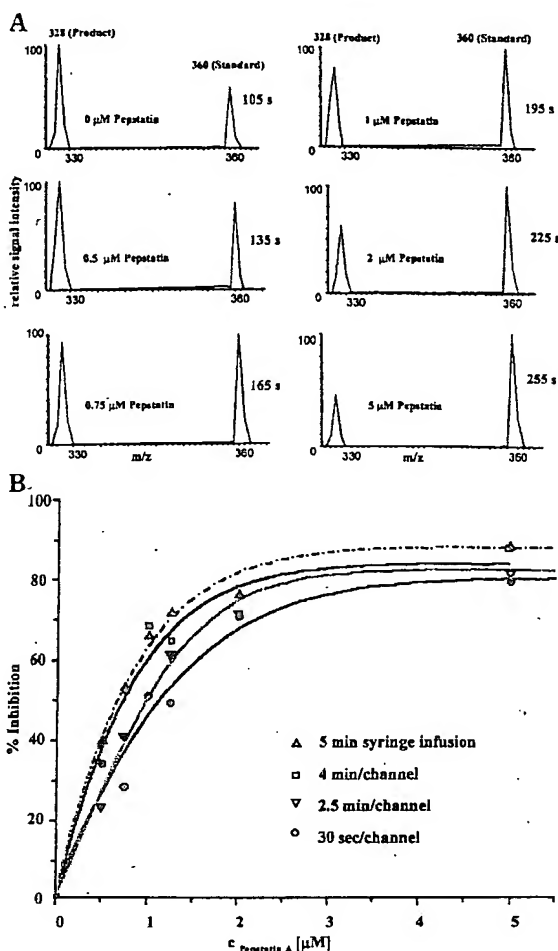 A
328 (Product)
360 (Standard)
100
0 µM Pepstatin
105 s
0
330
360
328 (Product)
360 (Standard)
100
1 µM Pepstatin
195 s
0
330
380
relative signal intensity
100
0.5 µM Pepstatin
135 s
0
330
360
100
2 µM Pepstatin
225 s
0
330
360
100
0.75 µM Pepstatin
165 s
0
330
360
m/z
100
5 µM Pepstatin
255 s
0
330
360
m/z
B
100
80
60
40
20
0
% Inhibition
5 min syringe infusion
4 min/channel
2.5 min/channel
30 sec/channel
0
1
2
3
4
5
c Pepstatin A [µM]